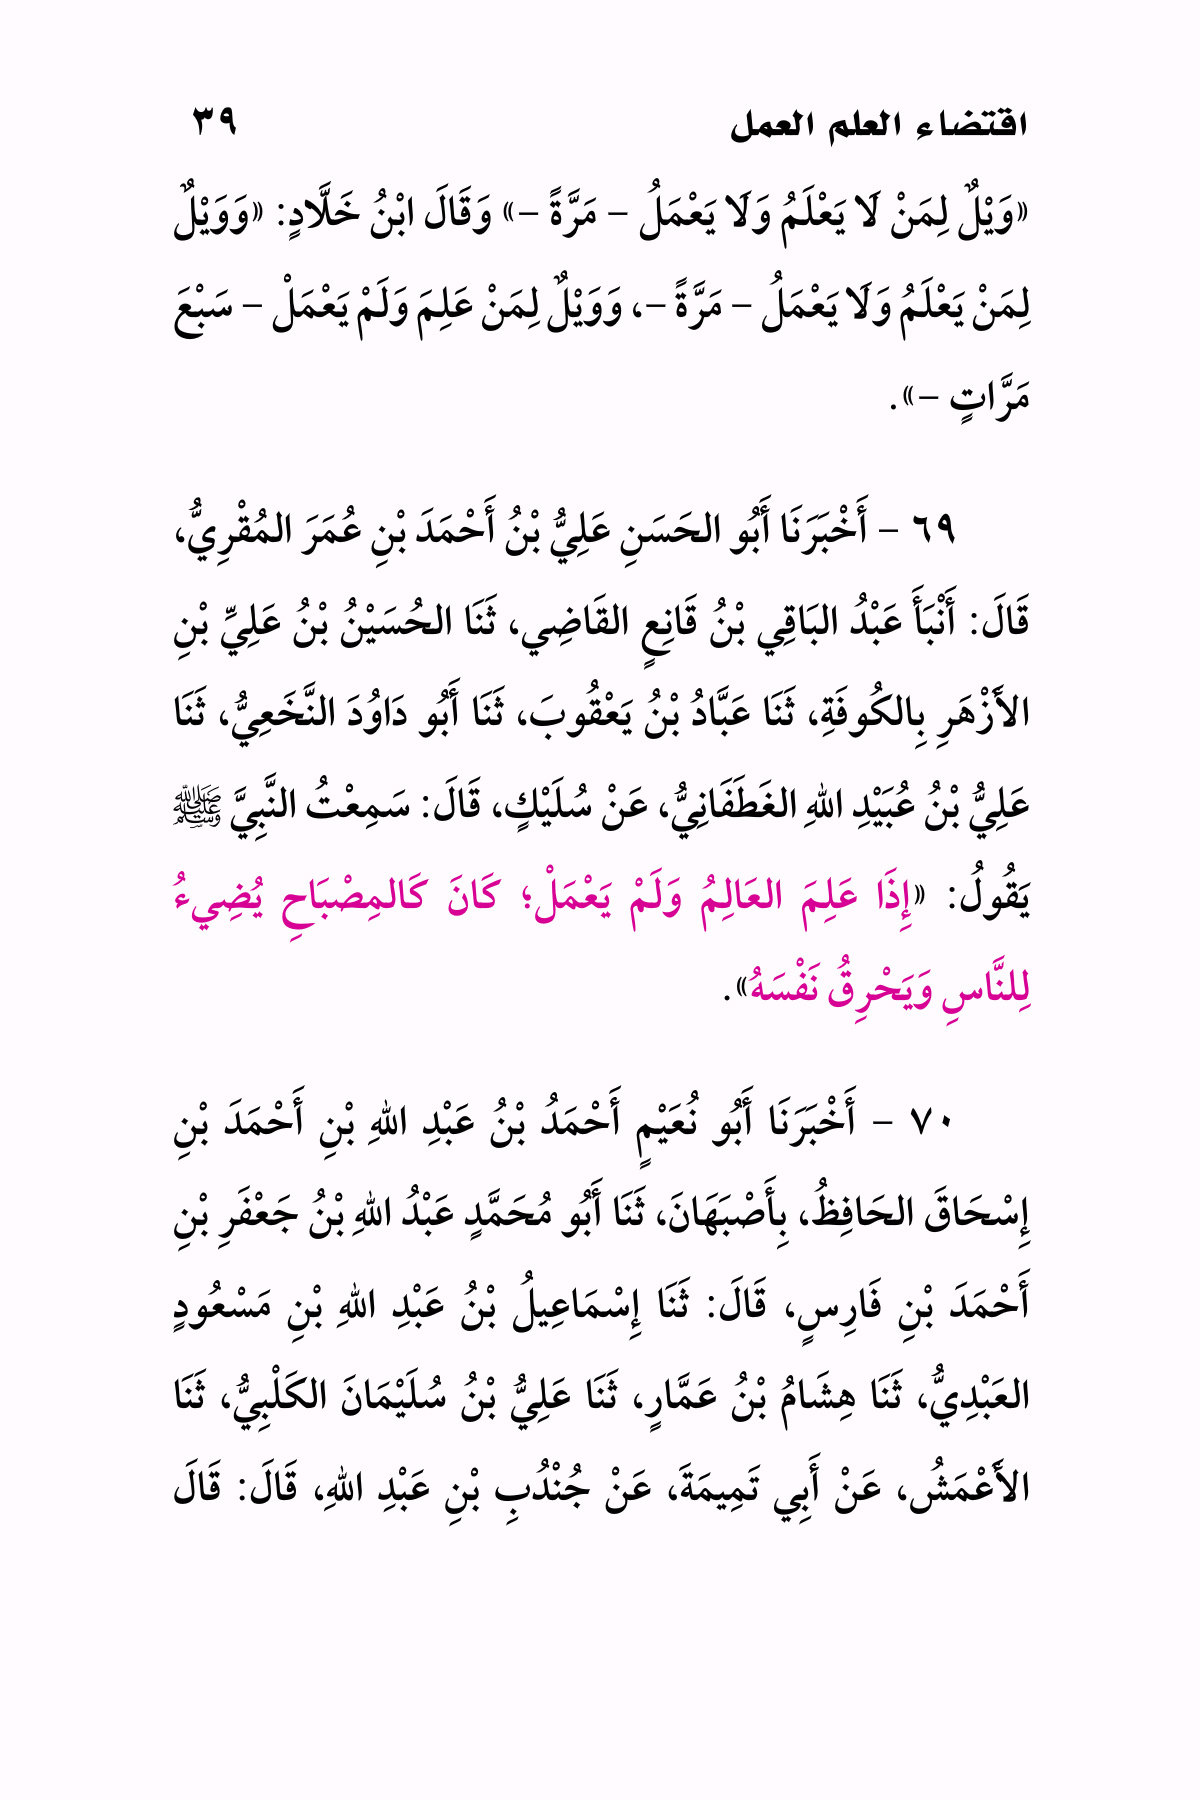 اقتضاء العلم العمل ٣٩
«وَيْلٌ لِمَنْ لَا يَعْلَمُ وَلَا يَعْمَلُ – مَرَّةً –» وَقَالَ ابْنُ خَلَّادٍ: «وَوَيْلٌ
لِمَنْ يَعْلَمُ وَلَا يَعْمَلُ – مَرَّةً –، وَوَيْلٌ لِمَنْ عَلِمَ وَلَمْ يَعْمَلْ – سَبْعَ
مَرَّاتٍ –».
٦٩ – أَخْبَرَنَا أَبُو الحَسَنِ عَلِيُّ بْنُ أَحْمَدَ بْنِ عُمَرَ المُقْرِيُّ،
قَالَ: أَنْبَأَ عَبْدُ البَاقِي بْنُ قَانِعٍ القَاضِي، ثَنَا الحُسَيْنُ بْنُ عَلِيِّ بْنِ
الأَزْهَرِ بِالكُوفَةِ، ثَنَا عَبَّادُ بْنُ يَعْقُوبَ، ثَنَا أَبُو دَاوُدَ النَّخَعِيُّ، ثَنَا
عَلِيُّ بْنُ عُبَيْدِ اللهِ الغَطَفَانِيُّ، عَنْ سُلَيْكٍ، قَالَ: سَمِعْتُ النَّبِيَّ ﷺ
يَقُولُ: «إِذَا عَلِمَ العَالِمُ وَلَمْ يَعْمَلْ؛ كَانَ كَالمِصْبَاحِ يُضِيءُ
لِلنَّاسِ وَيَحْرِقُ نَفْسَهُ».
٧٠ – أَخْبَرَنَا أَبُو نُعَيْمٍ أَحْمَدُ بْنُ عَبْدِ اللهِ بْنِ أَحْمَدَ بْنِ
إِسْحَاقَ الحَافِظُ، بِأَصْبَهَانَ، ثَنَا أَبُو مُحَمَّدٍ عَبْدُ اللهِ بْنُ جَعْفَرِ بْنِ
أَحْمَدَ بْنِ فَارِسٍ، قَالَ: ثَنَا إِسْمَاعِيلُ بْنُ عَبْدِ اللهِ بْنِ مَسْعُودٍ
العَبْدِيُّ، ثَنَا هِشَامُ بْنُ عَمَّارٍ، ثَنَا عَلِيُّ بْنُ سُلَيْمَانَ الكَلْبِيُّ، ثَنَا
الأَعْمَشُ، عَنْ أَبِي تَمِيمَةَ، عَنْ جُنْدُبِ بْنِ عَبْدِ اللهِ، قَالَ: قَالَ